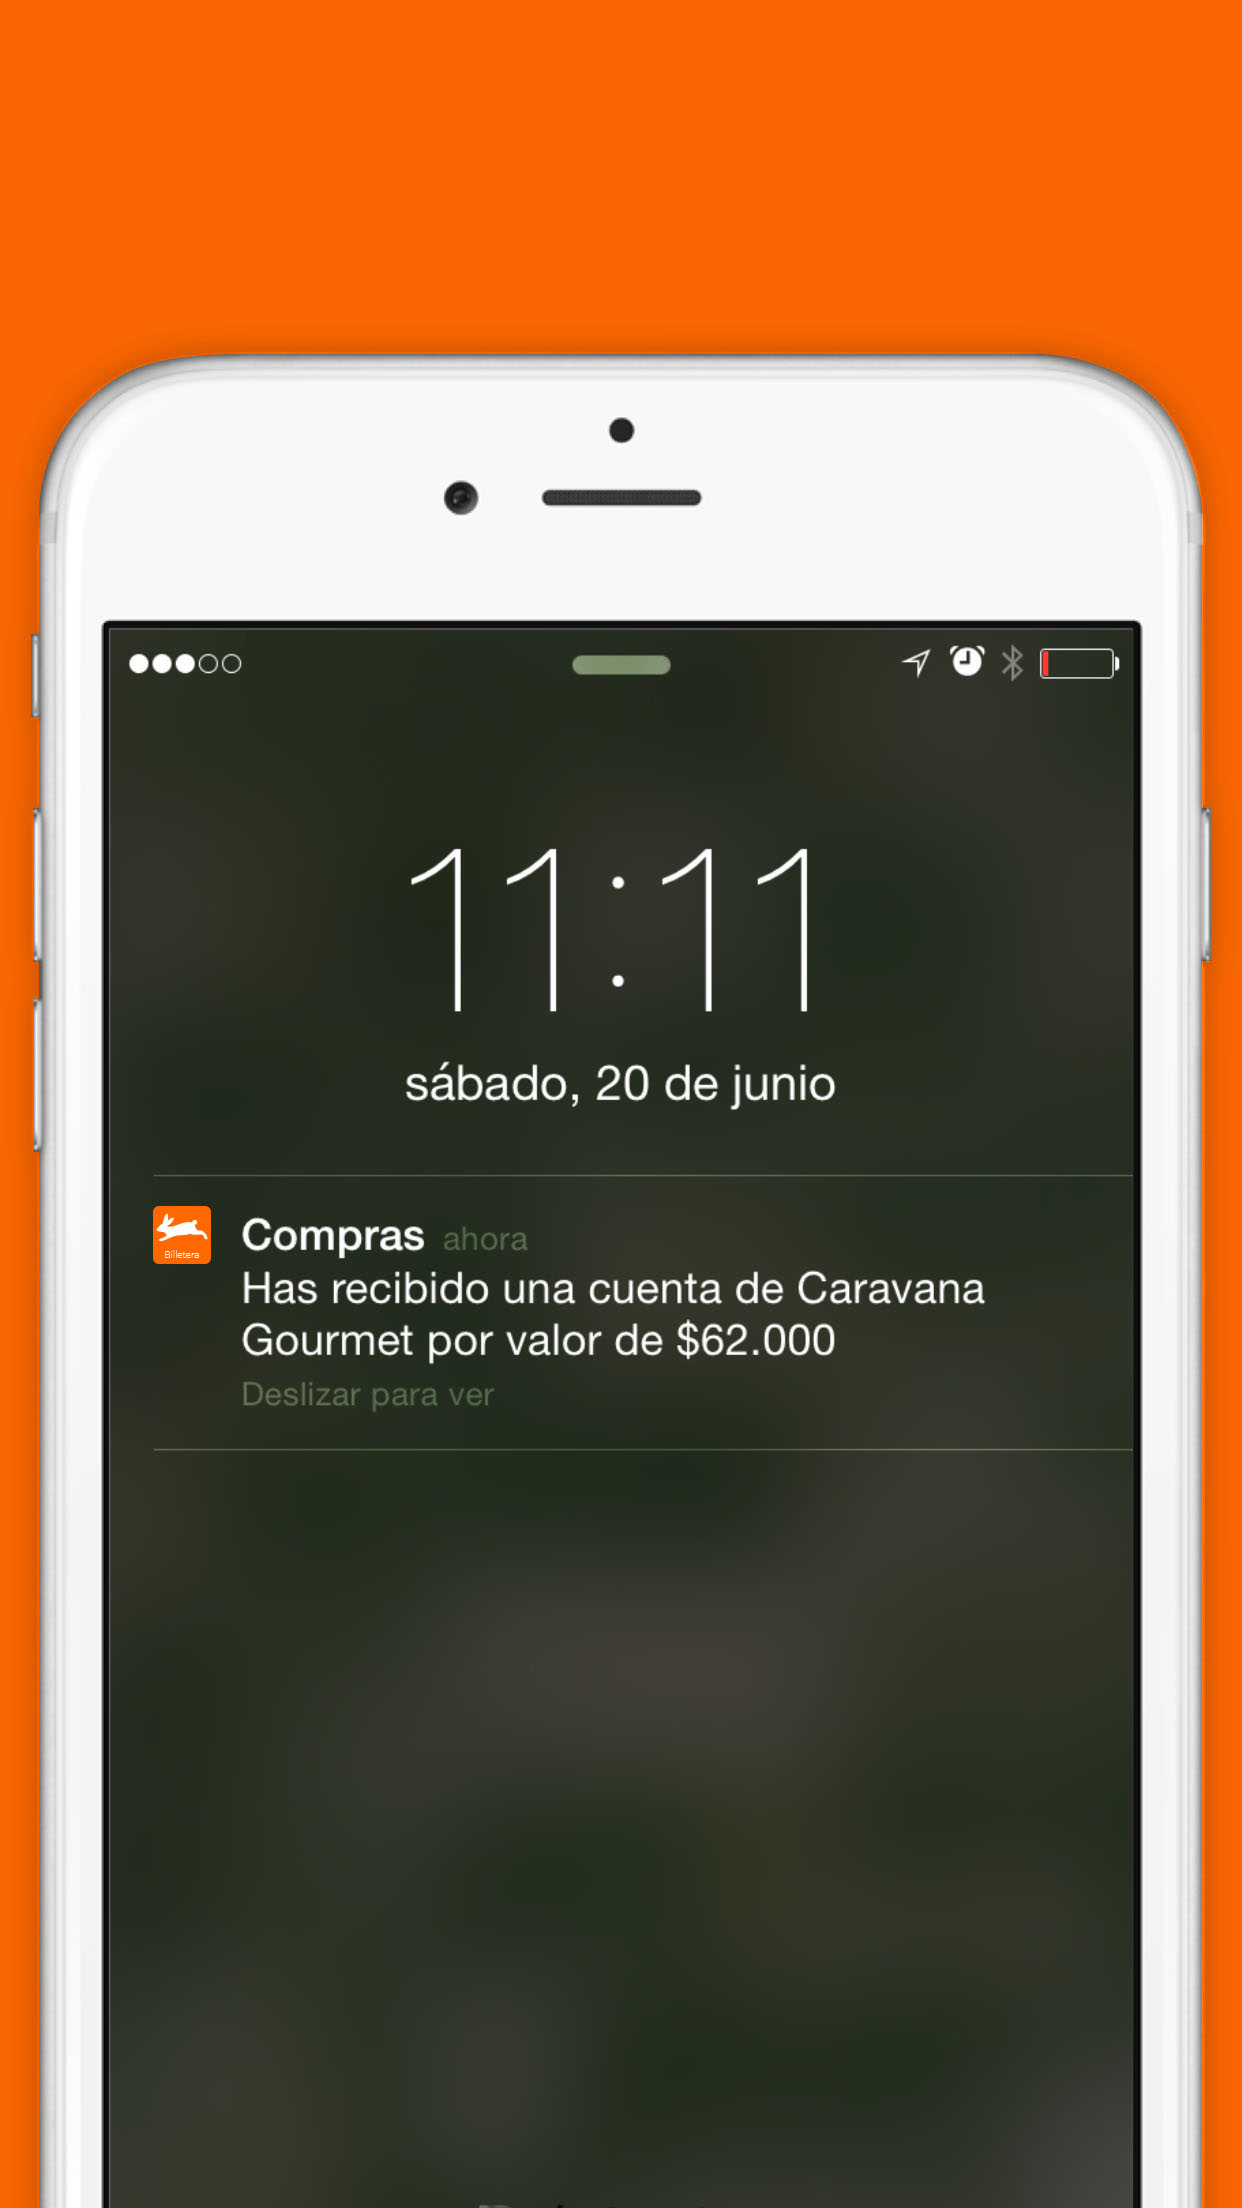 11:11
sábado, 20 de junio
Billetera
Compras ahora
Has recibido una cuenta de Caravana
Gourmet por valor de $62.000
Deslizar para ver